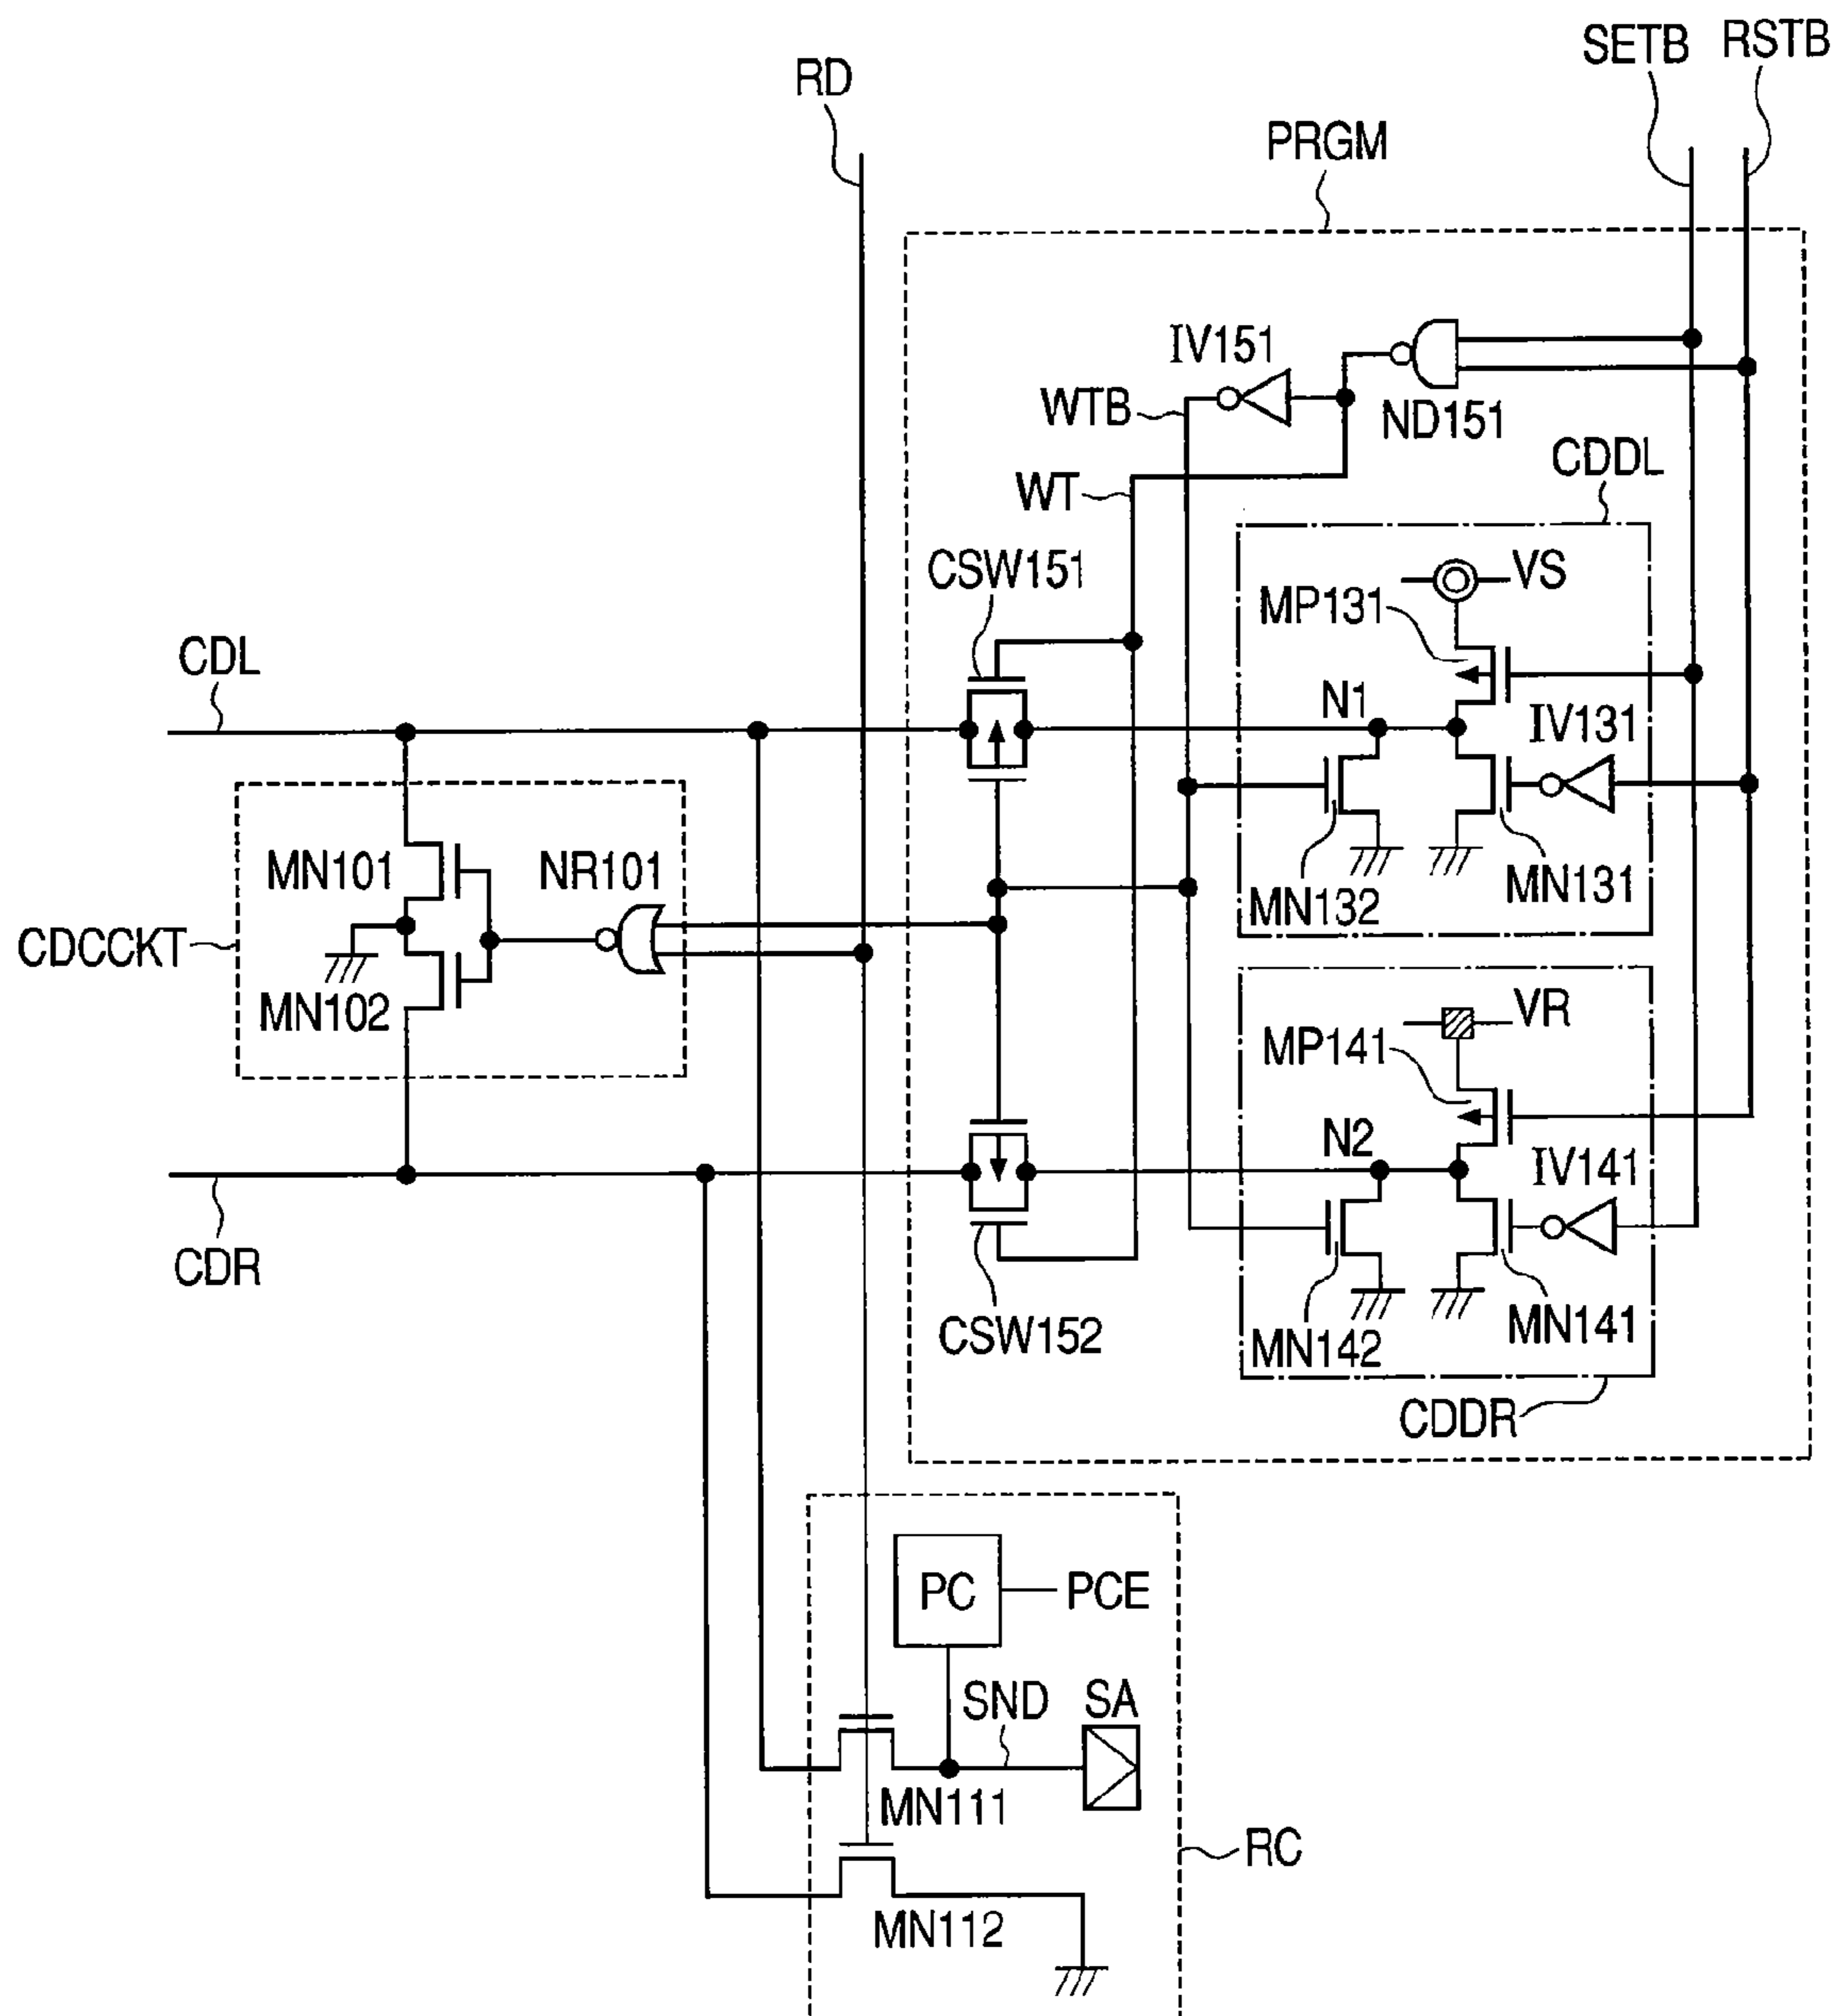 SETB
RSTB
RD
PRGM
IV151
WTB
ND151
CDDL
WT
CSW151
VS
MP131
CDL
N1
IV131
MN101
NR101
MN132
MN131
CDCCKT
MN102
VR
MP141
N2
IV141
CDR
CSW152
MN142
MN141
CDDR
PC
PCE
SND
SA
MN111
RC
MN112